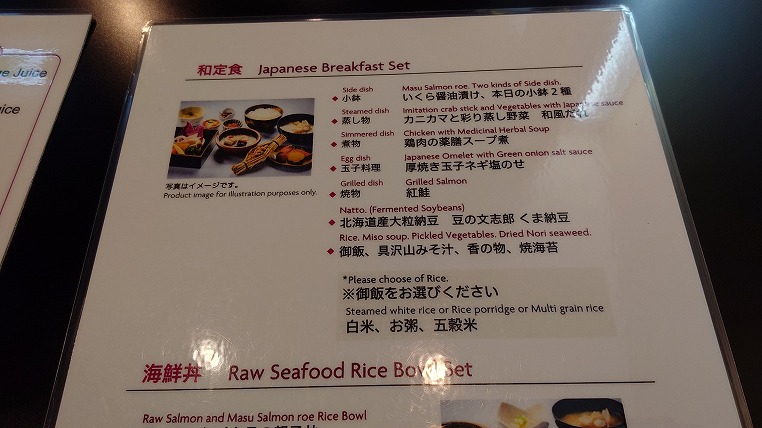 e Juice
ice
和定食 Japanese Breakfast Set
Side dish Masu Salmon roe. Two kinds of Side dish.
◆小鉢 いくら醤油漬け、本日の小鉢2種
Steamed dish Imitation crab stick and Vegetables with Japanese sauce
◆蒸し物 カニカマと彩り蒸し野菜 和風だれ
Simmered dish Chicken with Medicinal Herbal Soup
◆煮物 鶏肉の薬膳スープ煮
Egg dish Japanese Omelet with Green onion salt sauce
◆玉子料理 厚焼き玉子ネギ塩のせ
Grilled dish Grilled Salmon
◆焼物 紅鮭
写真はイメージです。
Product image for illustration purposes only.
Natto. (Fermented Soybeans)
◆北海道産大粒納豆 豆の文志郎 くま納豆
Rice. Miso soup. Pickled Vegetables. Dried Nori seaweed.
◆御飯、具沢山みそ汁、香の物、焼海苔
*Please choose of Rice.
※御飯をお選びください
Steamed white rice or Rice porridge or Multi grain rice
白米、お粥、五穀米
海鮮丼 Raw Seafood Rice Bowl Set
Raw Salmon and Masu Salmon roe Rice Bowl